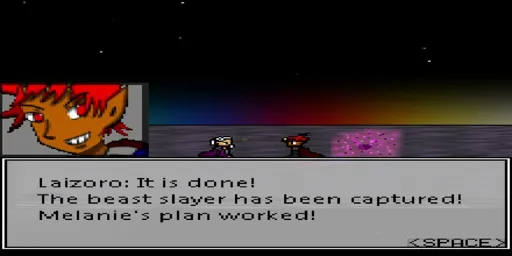 Laizoro: It is done!
The beast slayer has been captured!
Melanie's plan worked!
<SPACE>